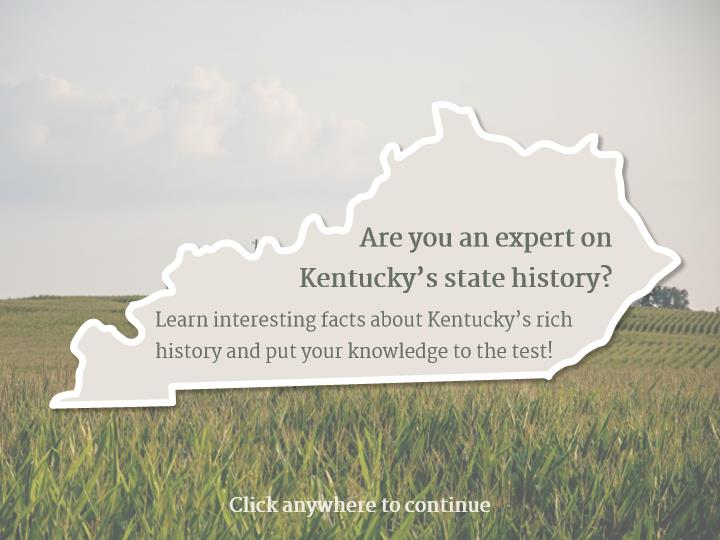 Are you an expert on
Kentucky’s state history?
Learn interesting facts about Kentucky’s rich
history and put your knowledge to the test!
Click anywhere to continue